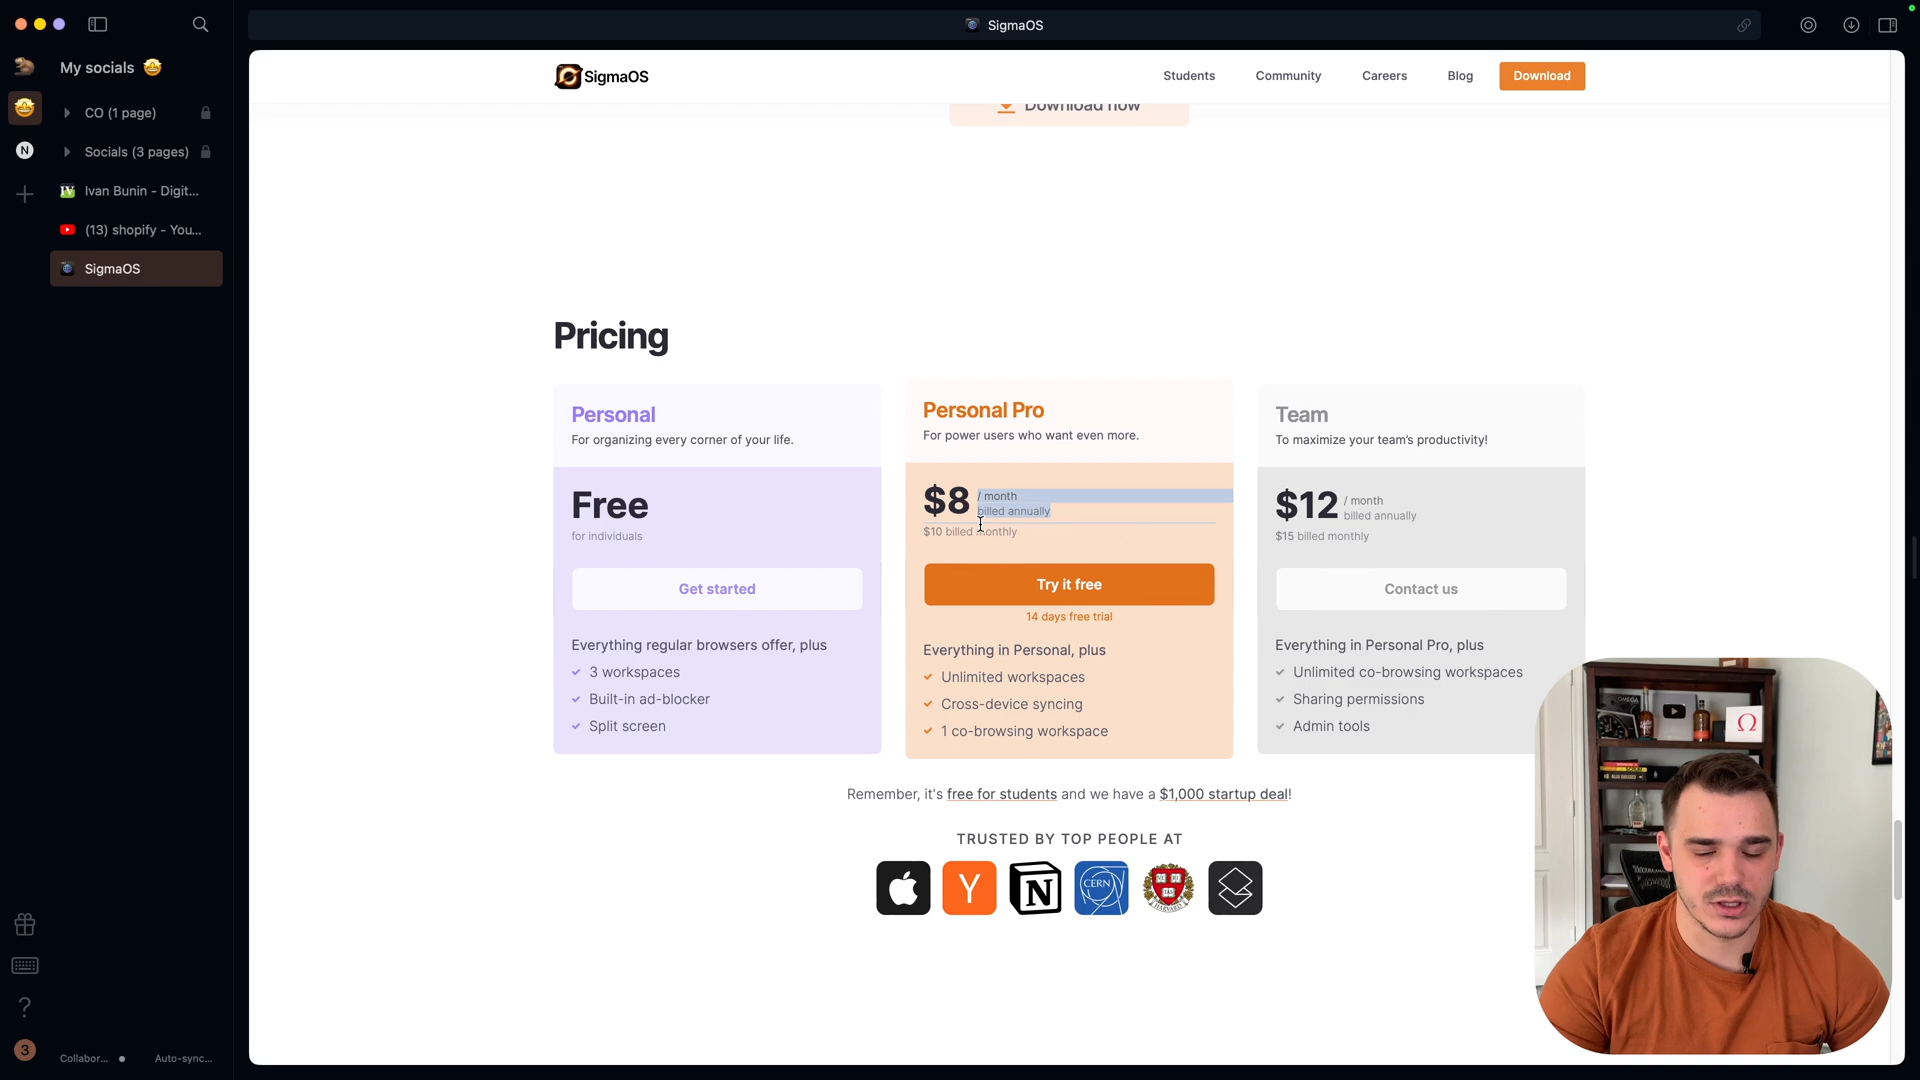 SigmaOS
My socials
CO (1 page)
N
Socials (3 pages)
Ivan Bunin - Digit...
(13) shopify - You...
SigmaOS
3
Collabor...
Auto-sync...
SigmaOS
Students
Community
Careers
Blog
Download
Download now
Pricing
Personal
For organizing every corner of your life.
Free
for individuals
Get started
Everything regular browsers offer, plus
3 workspaces
Built-in ad-blocker
Split screen
Personal Pro
For power users who want even more.
$8 / month
billed annually
$10 billed monthly
Try it free
14 days free trial
Everything in Personal, plus
Unlimited workspaces
Cross-device syncing
1 co-browsing workspace
Team
To maximize your team's productivity!
$12 / month
billed annually
$15 billed monthly
Contact us
Everything in Personal Pro, plus
Unlimited co-browsing workspaces
Sharing permissions
Admin tools
Remember, it's free for students and we have a $1,000 startup deal!
TRUSTED BY TOP PEOPLE AT
Y
N
CERN
HARVARD
Ω